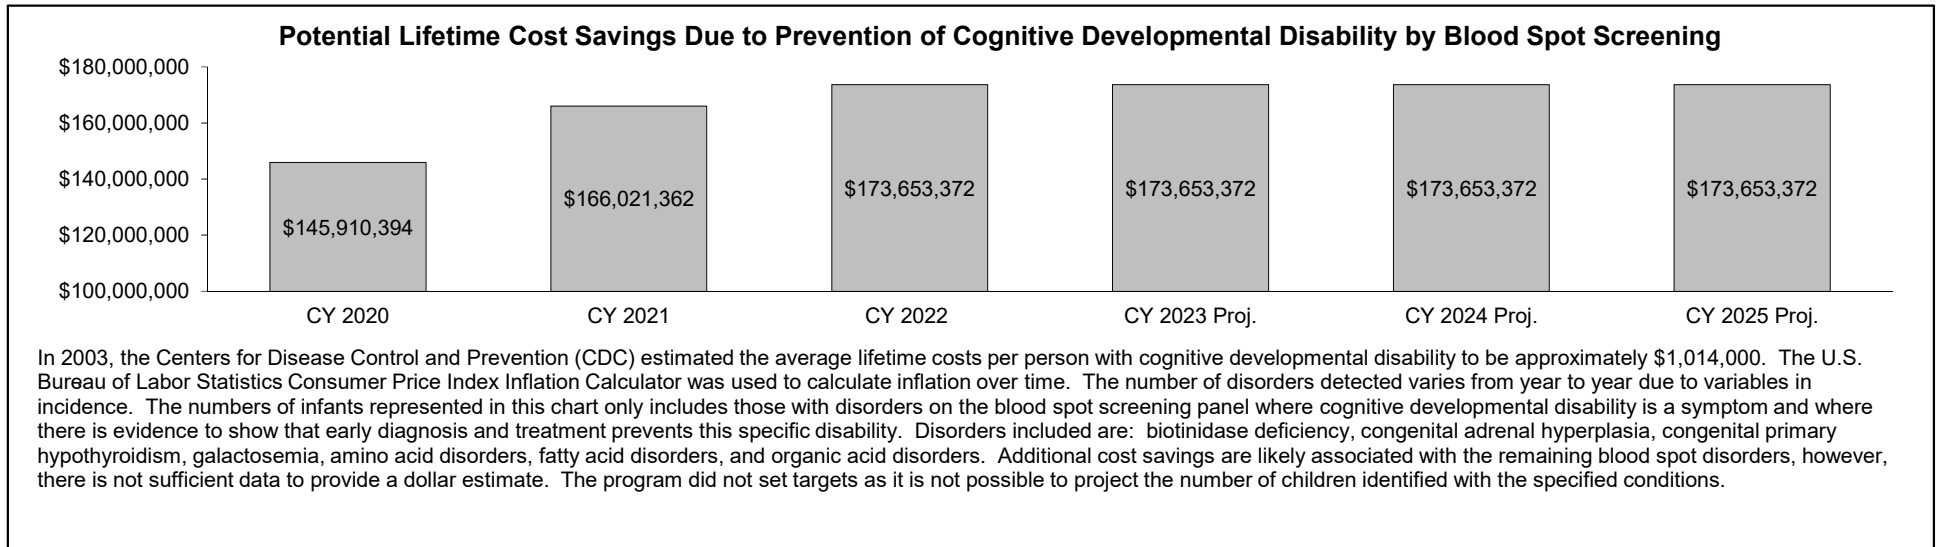 Potential Lifetime Cost Savings Due to Prevention of Cognitive Developmental Disability by Blood Spot Screening
$180,000,000
$160,000,000
$140,000,000
$120,000,000
$100,000,000
$145,910,394
$166,021,362
$173,653,372
$173,653,372
$173,653,372
$173,653,372
CY 2020
CY 2021
CY 2022
CY 2023 Proj.
CY 2024 Proj.
CY 2025 Proj.
In 2003, the Centers for Disease Control and Prevention (CDC) estimated the average lifetime costs per person with cognitive developmental disability to be approximately $1,014,000.  The U.S.
Bureau of Labor Statistics Consumer Price Index Inflation Calculator was used to calculate inflation over time.  The number of disorders detected varies from year to year due to variables in
incidence.  The numbers of infants represented in this chart only includes those with disorders on the blood spot screening panel where cognitive developmental disability is a symptom and where
there is evidence to show that early diagnosis and treatment prevents this specific disability.  Disorders included are:  biotinidase deficiency, congenital adrenal hyperplasia, congenital primary
hypothyroidism, galactosemia, amino acid disorders, fatty acid disorders, and organic acid disorders.  Additional cost savings are likely associated with the remaining blood spot disorders, however,
there is not sufficient data to provide a dollar estimate.  The program did not set targets as it is not possible to project the number of children identified with the specified conditions.